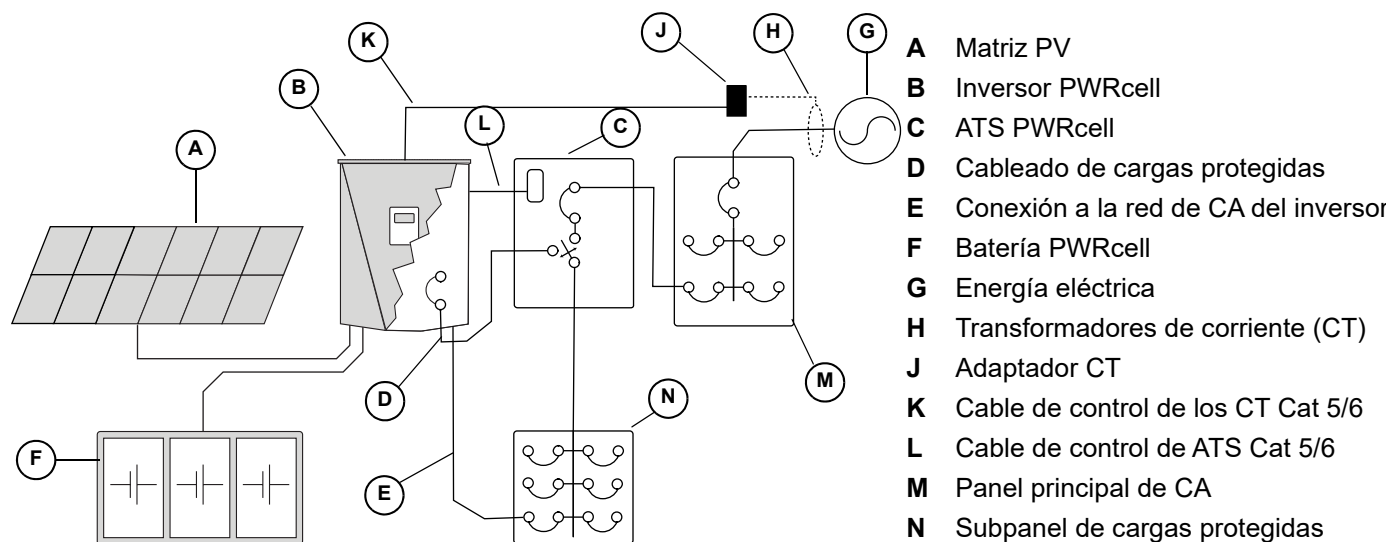 K
J
H
G
B
L
C
A
M
D
N
F
E
A Matriz PV
B Inversor PWRcell
C ATS PWRcell
D Cableado de cargas protegidas
E Conexión a la red de CA del inversor
F Batería PWRcell
G Energía eléctrica
H Transformadores de corriente (CT)
J Adaptador CT
K Cable de control de los CT Cat 5/6
L Cable de control de ATS Cat 5/6
M Panel principal de CA
N Subpanel de cargas protegidas